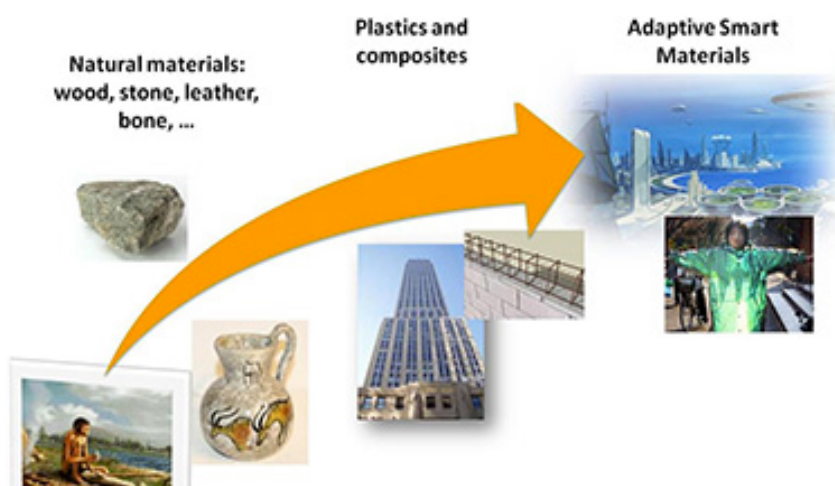 Natural materials:
wood, stone, leather,
bone, ...
Plastics and
composites
Adaptive Smart
Materials